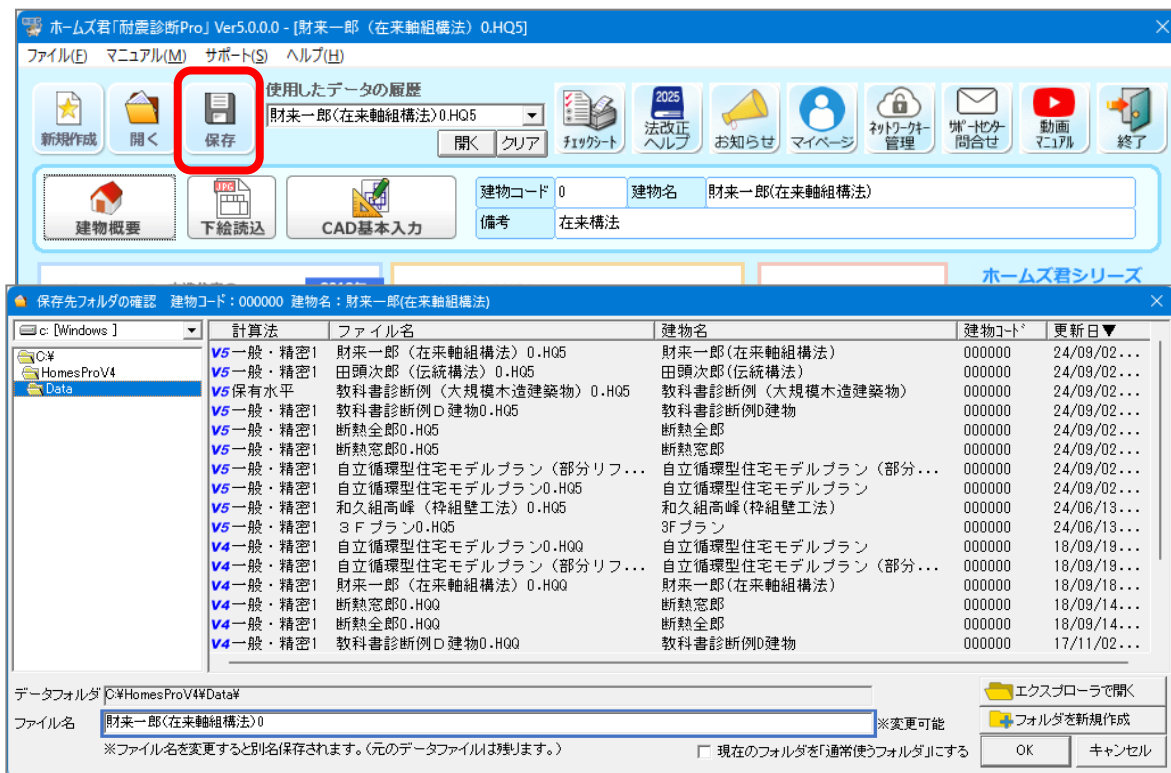 ホームズ君「耐震診断Pro」 Ver5.0.0.0 - [財来一郎（在来軸組構法）0.HQ5]
ファイル(F) マニュアル(M) サポート(S) ヘルプ(H)
使用したデータの履歴
財来一郎(在来軸組構法)0.HQ5
開く クリア
新規作成 開く 保存
チェックシート
2025
法改正
ヘルプ
お知らせ
マイページ
ネットワークキー
管理
サポートセンター
問合せ
動画
マニュアル
終了
JPG
建物概要 下絵読込 CAD基本入力
建物コード 0 建物名 財来一郎(在来軸組構法)
備考 在来構法
ホームズ君シリーズ
保存先フォルダの確認 建物コード：000000 建物名：財来一郎(在来軸組構法)
c: [Windows ]
C:¥
HomesProV4
Data
計算法 ファイル名 建物名 建物コード 更新日▼
V5一般・精密1 財来一郎（在来軸組構法）0.HQ5 財来一郎(在来軸組構法) 000000 24/09/02...
V5一般・精密1 田頭次郎（伝統構法）0.HQ5 田頭次郎(伝統構法) 000000 24/09/02...
V5保有水平 教科書診断例（大規模木造建築物）0.HQ5 教科書診断例（大規模木造建築物) 000000 24/09/02...
V5一般・精密1 教科書診断例Ｄ建物0.HQ5 教科書診断例D建物 000000 24/09/02...
V5一般・精密1 断熱全郎0.HQ5 断熱全郎 000000 24/09/02...
V5一般・精密1 断熱窓郎0.HQ5 断熱窓郎 000000 24/09/02...
V5一般・精密1 自立循環型住宅モデルプラン（部分リフ... 自立循環型住宅モデルプラン（部分... 000000 24/09/02...
V5一般・精密1 自立循環型住宅モデルプラン0.HQ5 自立循環型住宅モデルプラン 000000 24/09/02...
V5一般・精密1 和久組高峰（枠組壁工法）0.HQ5 和久組高峰(枠組壁工法) 000000 24/06/13...
V5一般・精密1 ３Ｆプラン0.HQ5 3Fプラン 000000 24/06/13...
V4一般・精密1 自立循環型住宅モデルプラン0.HQQ 自立循環型住宅モデルプラン 000000 18/09/19...
V4一般・精密1 自立循環型住宅モデルプラン（部分リフ... 自立循環型住宅モデルプラン（部分... 000000 18/09/19...
V4一般・精密1 財来一郎（在来軸組構法）0.HQQ 財来一郎(在来軸組構法) 000000 18/09/18...
V4一般・精密1 断熱窓郎0.HQQ 断熱窓郎 000000 18/09/14...
V4一般・精密1 断熱全郎0.HQQ 断熱全郎 000000 18/09/14...
V4一般・精密1 教科書診断例Ｄ建物0.HQQ 教科書診断例D建物 000000 17/11/02...
データフォルダ C:¥HomesProV4¥Data¥
エクスプローラで開く
ファイル名 財来一郎(在来軸組構法)0 ※変更可能
フォルダを新規作成
※ファイル名を変更すると別名保存されます。(元のデータファイルは残ります。)
現在のフォルダを「通常使うフォルダ」にする
OK キャンセル